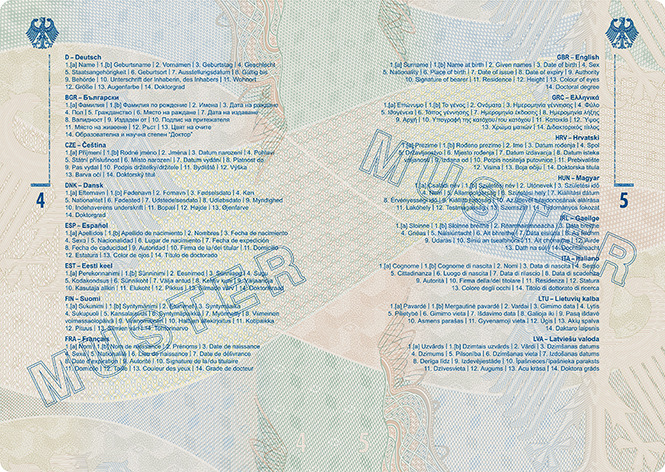 D – Deutsch
1.[a] Name | 1.[b] Geburtsname | 2. Vornamen | 3. Geburtstag | 4. Geschlecht
5. Staatsangehörigkeit | 6. Geburtsort | 7. Ausstellungsdatum | 8. Gültig bis
9. Behörde | 10. Unterschrift der Inhaberin, des Inhabers | 11. Wohnort
12. Größe | 13. Augenfarbe | 14. Doktorgrad
BGR – Български
1.[a] Фамилия | 1.[b] Фамилия по рождение | 2. Имена | 3. Дата на раждане
4. Пол | 5. Гражданство | 6. Място на раждане | 7. Дата на издаване
8. Валидност | 9. Издаден от | 10. Подпис на притежателя
11. Място на живеене | 12. Ръст | 13. Цвят на очите
14. Образователна и научна степен "Доктор"
CZE – Čeština
1.[a] Příjmení | 1.[b] Rodné jméno | 2. Jména | 3. Datum narození | 4. Pohlaví
5. Státní příslušnost | 6. Místo narození | 7. Datum vydání | 8. Platnost do
9. Pas vydal | 10. Podpis držitele/držitelky | 11. Bydliště | 12. Výška
13. Barva očí | 14. Doktorský titul
DNK – Dansk
1.[a] Efternavn | 1.[b] Fødenavn | 2. Fornavn | 3. Fødselsdato | 4. Køn
5. Nationalitet | 6. Fødested | 7. Udstedelsesdato | 8. Udløbsdato | 9. Myndighed
10. Indehaverens underskrift | 11. Bopæl | 12. Højde | 13. Øjenfarve
14. Doktorgrad
ESP – Español
1.[a] Apellidos | 1.[b] Apellido de nacimiento | 2. Nombres | 3. Fecha de nacimiento
4. Sexo | 5. Nacionalidad | 6. Lugar de nacimiento | 7. Fecha de expedición
8. Fecha de caducidad | 9. Autoridad | 10. Firma de la/del titular | 11. Domicilio
12. Estatura | 13. Color de ojos | 14. Título de doctorado
EST – Eesti keel
1.[a] Perekonnanimi | 1.[b] Sünninimi | 2. Eesnimed | 3. Sünniaeg | 4. Sugu
5. Kodakondsus | 6. Sünnikoht | 7. Välja antud | 8. Kehtiv kuni | 9. Väljaandja
10. Kasutaja allkiri | 11. Elukoht | 12. Pikkus | 13. Silmade värv | 14. Doktorikraad
FIN – Suomi
1.[a] Sukunimi | 1.[b] Syntymänimi | 2. Etunimet | 3. Syntymäaika
4. Sukupuoli | 5. Kansalaisuus | 6. Syntymäpaikka | 7. Myönnetty | 8. Viimeinen
voimassaolopäivä | 9. Viranomainen | 10. Haltijan allekirjoitus | 11. Kotipaikka
12. Pituus | 13. Silmien väri | 14. Tohtorinarvo
FRA – Français
1.[a] Nom | 1.[b] Nom de naissance | 2. Prénoms | 3. Date de naissance
4. Sexe | 5. Nationalité | 6. Lieu de naissance | 7. Date de délivrance
8. Date d'expiration | 9. Autorité | 10. Signature de la/du titulaire
11. Domicile | 12. Taille | 13. Couleur des yeux | 14. Grade de docteur
4
MUSTER
GBR – English
1.[a] Surname | 1.[b] Name at birth | 2. Given names | 3. Date of birth | 4. Sex
5. Nationality | 6. Place of birth | 7. Date of issue | 8. Date of expiry | 9. Authority
10. Signature of bearer | 11. Residence | 12. Height | 13. Colour of eyes
14. Doctoral degree
GRC – Ελληνικά
1.[a] Επώνυμο | 1.[b] Το γένος | 2. Ονόματα | 3. Ημερομηνία γέννησης | 4. Φύλο
5. Ιθαγένεια | 6. Τόπος γέννησης | 7. Ημερομηνία έκδοσης | 8. Ημερομηνία λήξης
9. Αρχή | 10. Υπογραφή της κατόχου/του κατόχου | 11. Κατοικία | 12. Ύψος
13. Χρώμα ματιών | 14. Διδακτορικός τίτλος
HRV – Hrvatski
1.[a] Prezime | 1.[b] Rođeno prezime | 2. Ime | 3. Datum rođenja | 4. Spol
5. Državljanstvo | 6. Mjesto rođenja | 7. Datum izdavanja | 8. Datum isteka
9. Izdana od | 10. Potpis nositelja putovnice | 11. Prebivalište
12. Visina | 13. Boja očiju | 14. Doktorska titula
HUN – Magyar
1.[a] Családi név | 1.[b] Születési név | 2. Utónevek | 3. Születési idő
4. Nem | 5. Állampolgárság | 6. Születési hely | 7. Kiállítási dátum
8. Érvényességi idő | 9. Kiállító hatóság | 10. Az útlevél tulajdonosának aláírása
11. Lakóhely | 12. Testmagasság | 13. Szemszín | 14. Tudományos fokozat
IRL – Gaeilge
1.[a] Sloinne | 1.[b] Sloinne breithe | 2. Réamhainmneacha | 3. Dáta breithe
4. Gnéas | 5. Náisiúntacht | 6. Áit bhreithe | 7. Dáta eisiúna | 8. As feidhm
9. Údarás | 10. Síniú an tsealbhóra | 11. Áit chónaithe | 12. Airde
13. Dath na súl | 14. Dochtúireacht
ITA – Italiano
1.[a] Cognome | 1.[b] Cognome di nascita | 2. Nomi | 3. Data di nascita | 4. Sesso
5. Cittadinanza | 6. Luogo di nascita | 7. Data di rilascio | 8. Data di scadenza
9. Autorità | 10. Firma della/del titolare | 11. Residenza | 12. Statura
13. Colore degli occhi | 14. Titolo di dottorato di ricerca
LTU – Lietuvių kalba
1.[a] Pavardė | 1.[b] Mergautinė pavardė | 2. Vardai | 3. Gimimo data | 4. Lytis
5. Pilietybė | 6. Gimimo vieta | 7. Išdavimo data | 8. Galioja iki | 9. Pasą išdavė
10. Asmens parašas | 11. Gyvenamoji vieta | 12. Ūgis | 13. Akių spalva
14. Daktaro laipsnis
LVA – Latviešu valoda
1.[a] Uzvārds | 1.[b] Dzimtais uzvārds | 2. Vārdi | 3. Dzimšanas datums
4. Dzimums | 5. Pilsonība | 6. Dzimšanas vieta | 7. Izdošanas datums
8. Derīga līdz | 9. Izdevējiestāde | 10. Īpašnieces/īpašnieka paraksts
11. Dzīvesvieta | 12. Augums | 13. Acu krāsa | 14. Doktora grāds
5
MUSTER
4 - 5